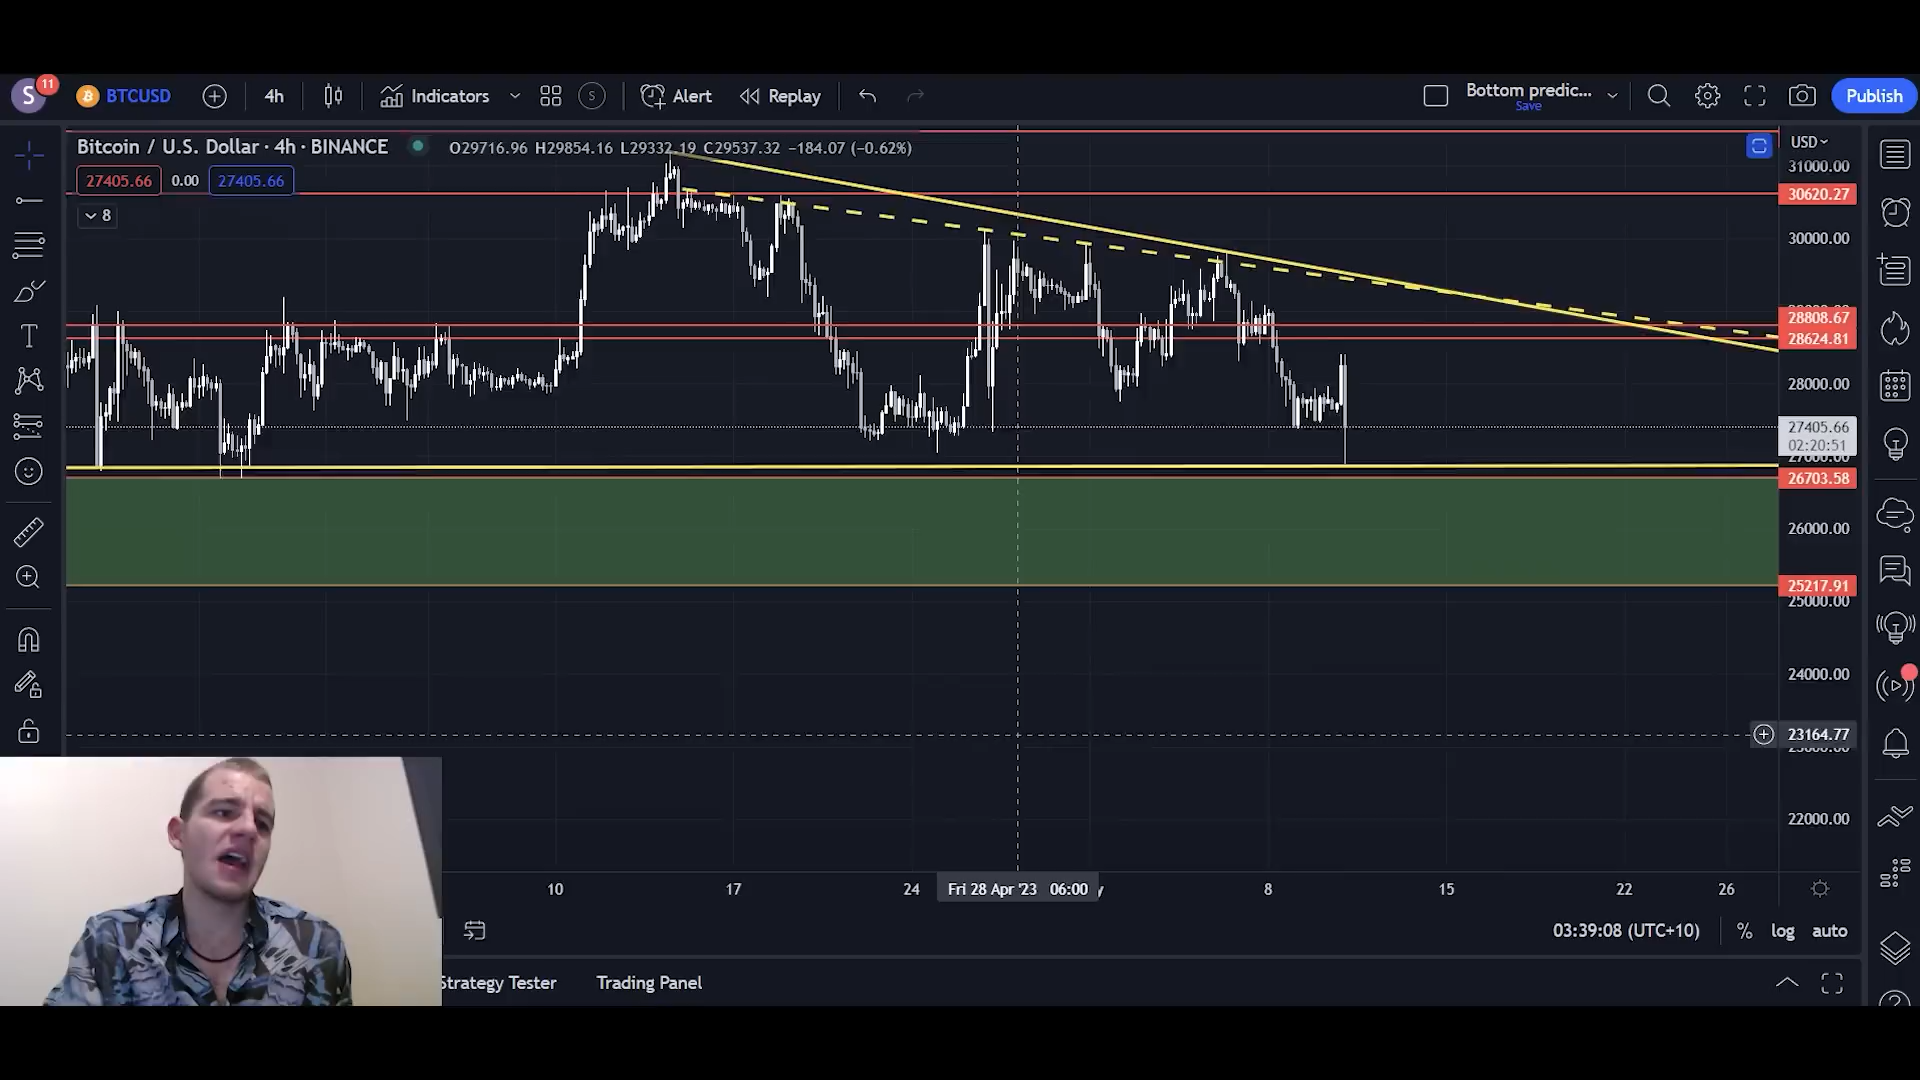 S 11 BTCUSD 4h Indicators S Alert Replay Bottom predic... Save Publish
Bitcoin / U.S. Dollar · 4h · BINANCE O29716.96 H29854.16 L29332.19 C29537.32 −184.07 (−0.62%)
27405.66 0.00 27405.66
8
USD
31000.00
30620.27
30000.00
28808.67
28624.81
28000.00
27405.66
02:20:51
27000.00
26703.58
26000.00
25217.91
25000.00
24000.00
23164.77
22000.00
10 17 24 Fri 28 Apr '23 06:00 8 15 22 26
03:39:08 (UTC+10) % log auto
Strategy Tester Trading Panel